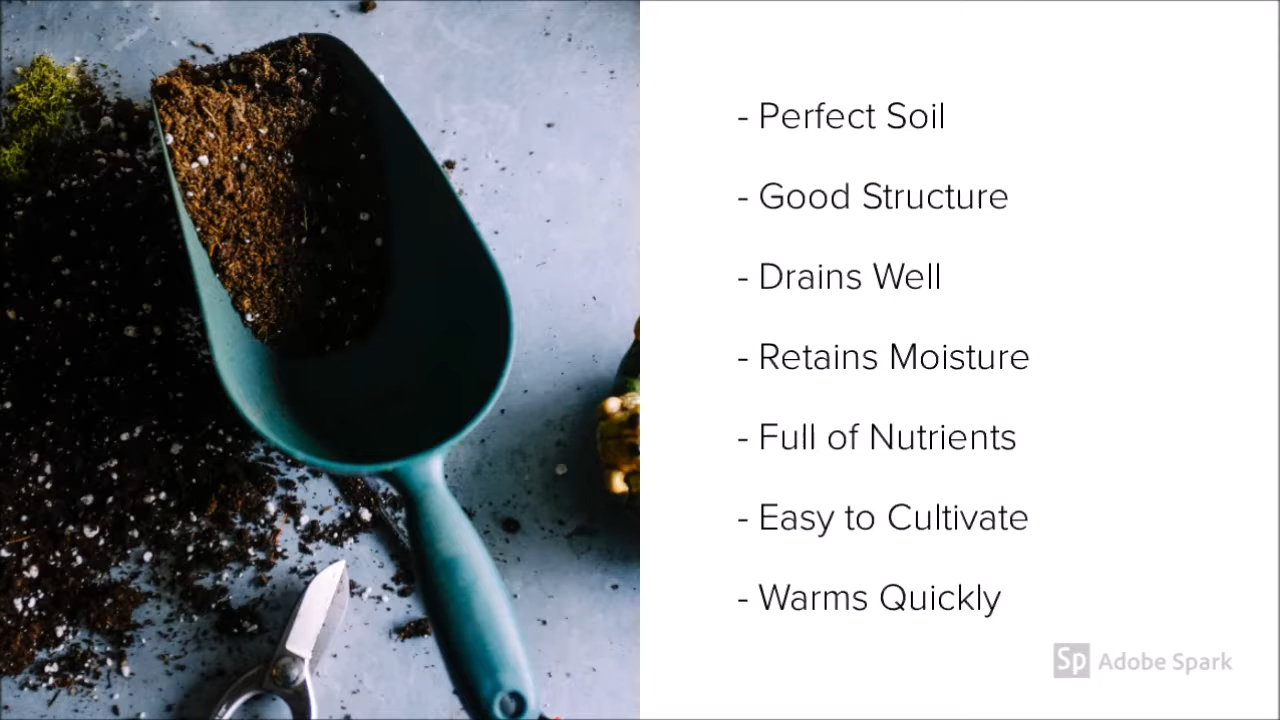 - Perfect Soil
- Good Structure
- Drains Well
- Retains Moisture
- Full of Nutrients
- Easy to Cultivate
- Warms Quickly
Sp Adobe Spark